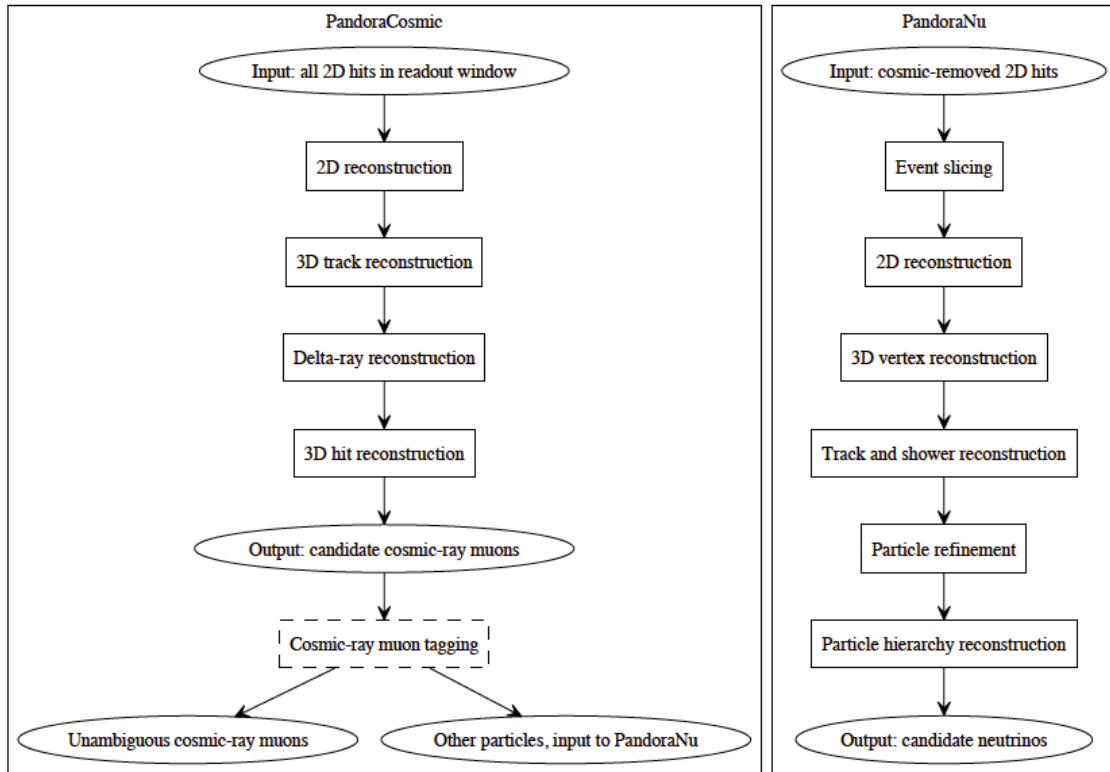 PandoraCosmic
Input: all 2D hits in readout window
2D reconstruction
3D track reconstruction
Delta-ray reconstruction
3D hit reconstruction
Output: candidate cosmic-ray muons
Cosmic-ray muon tagging
Unambiguous cosmic-ray muons
Other particles, input to PandoraNu
PandoraNu
Input: cosmic-removed 2D hits
Event slicing
2D reconstruction
3D vertex reconstruction
Track and shower reconstruction
Particle refinement
Particle hierarchy reconstruction
Output: candidate neutrinos